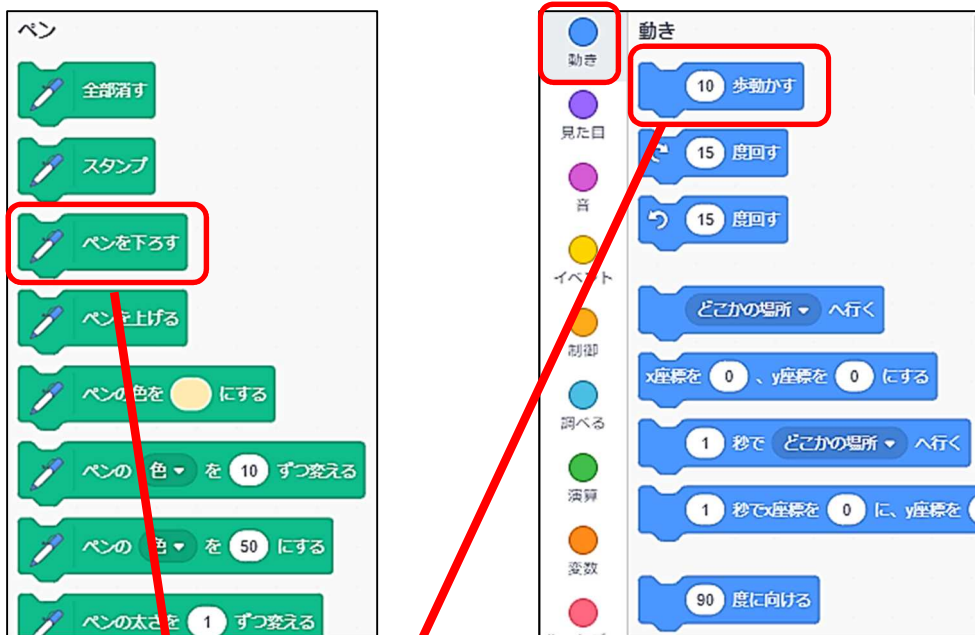 ペン
全部消す
スタンプ
ペンを下ろす
ペンを上げる
ペンの色を にする
ペンの 色 を 10 ずつ変える
ペンの 色 を 50 にする
ペンの太さを 1 ずつ変える
動き
見た目
音
イベント
制御
調べる
演算
変数
動き
10 歩動かす
15 度回す
15 度回す
どこかの場所 へ行く
x座標を 0 、y座標を 0 にする
1 秒で どこかの場所 へ行く
1 秒でx座標を 0 に、y座標を
90 度に向ける